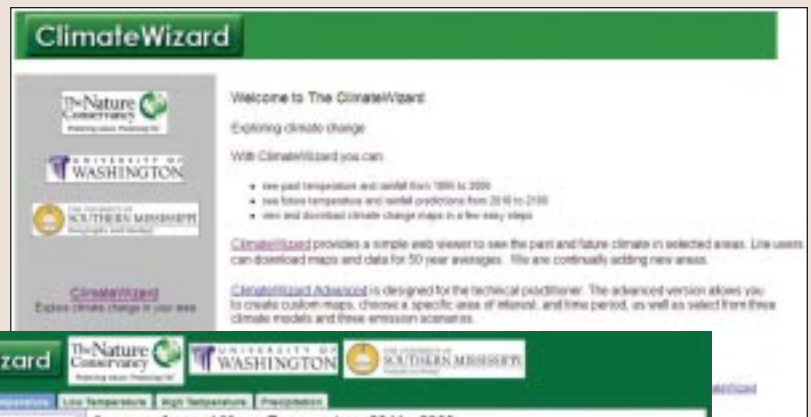 ClimateWizard
The Nature
Conservancy
Protecting nature. Preserving life.
UNIVERSITY OF
WASHINGTON
THE UNIVERSITY OF
SOUTHERN MISSISSIPPI
Geography and Geology
ClimateWizard
Explore climate change in your area
Welcome to The ClimateWizard
Exploring climate change
With ClimateWizard you can:
see past temperature and rainfall from
see future temperature and rainfall predictions from 2010 to 2100
view and download climate change maps in a few easy steps
ClimateWizard provides a simple web viewer to see the past and future climate in selected areas. Lite users
can download maps and data for 50 year averages. We are continually adding new areas.
ClimateWizard Advanced is designed for the technical practitioner. The advanced version allows you
to create custom maps, choose a specific area of interest, and time period, as well as select from three
climate models and three emission scenarios.
zard
The Nature
Conservancy
UNIVERSITY OF
WASHINGTON
SOUTHERN MISSISSIPPI
Low Temperature
High Temperature
Precipitation